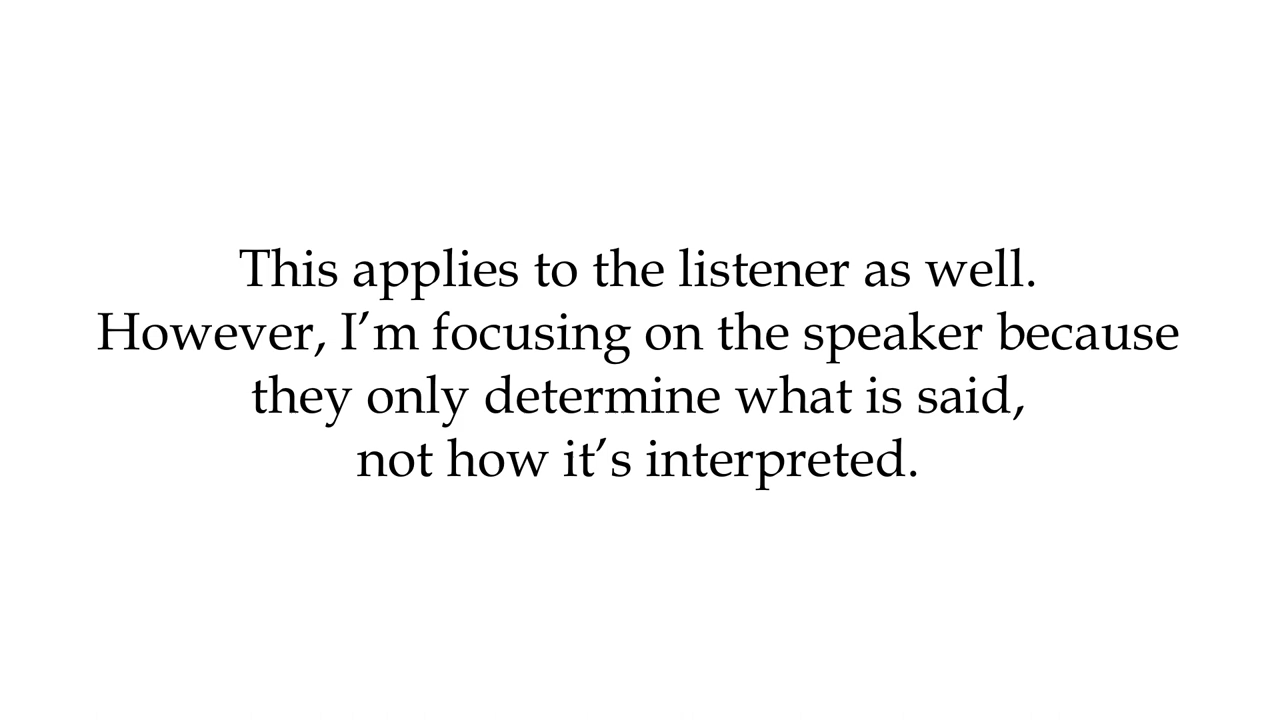 This applies to the listener as well.
However, I’m focusing on the speaker because
they only determine what is said,
not how it’s interpreted.